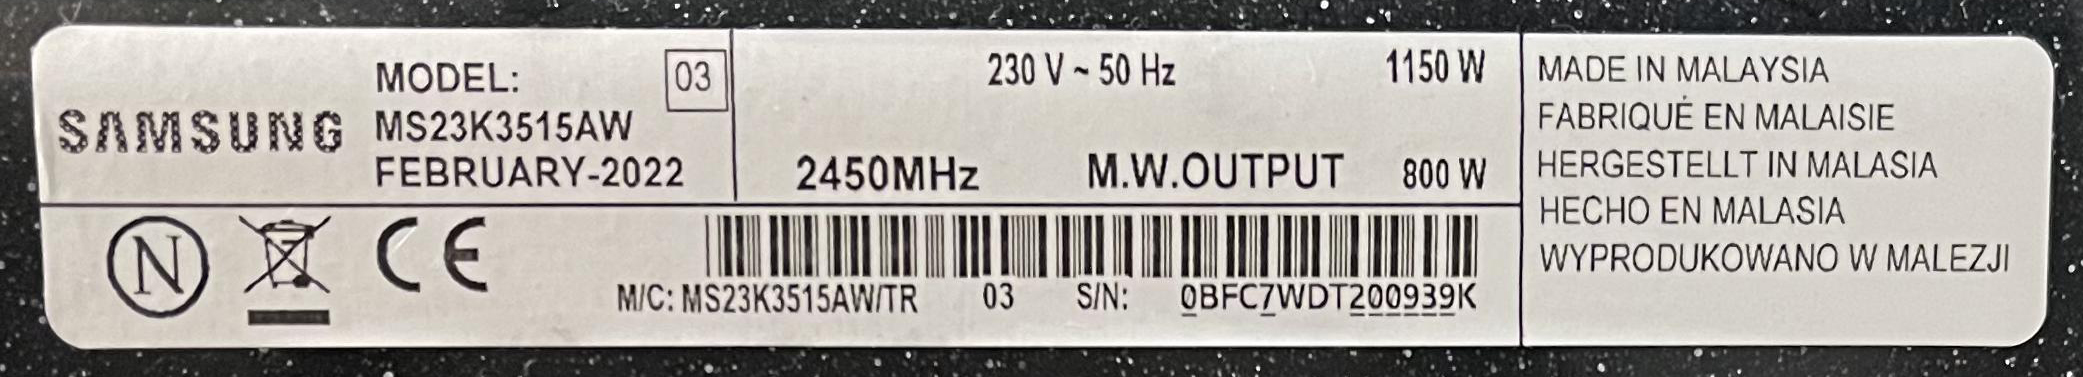 SAMSUNG
MODEL: 03
MS23K3515AW
FEBRUARY-2022
230 V ~ 50 Hz 1150 W
2450MHz M.W.OUTPUT 800 W
N
CE
M/C: MS23K3515AW/TR 03 S/N: 0BFC7WDT200939K
MADE IN MALAYSIA
FABRIQUÉ EN MALAISIE
HERGESTELLT IN MALASIA
HECHO EN MALASIA
WYPRODUKOWANO W MALEZJI